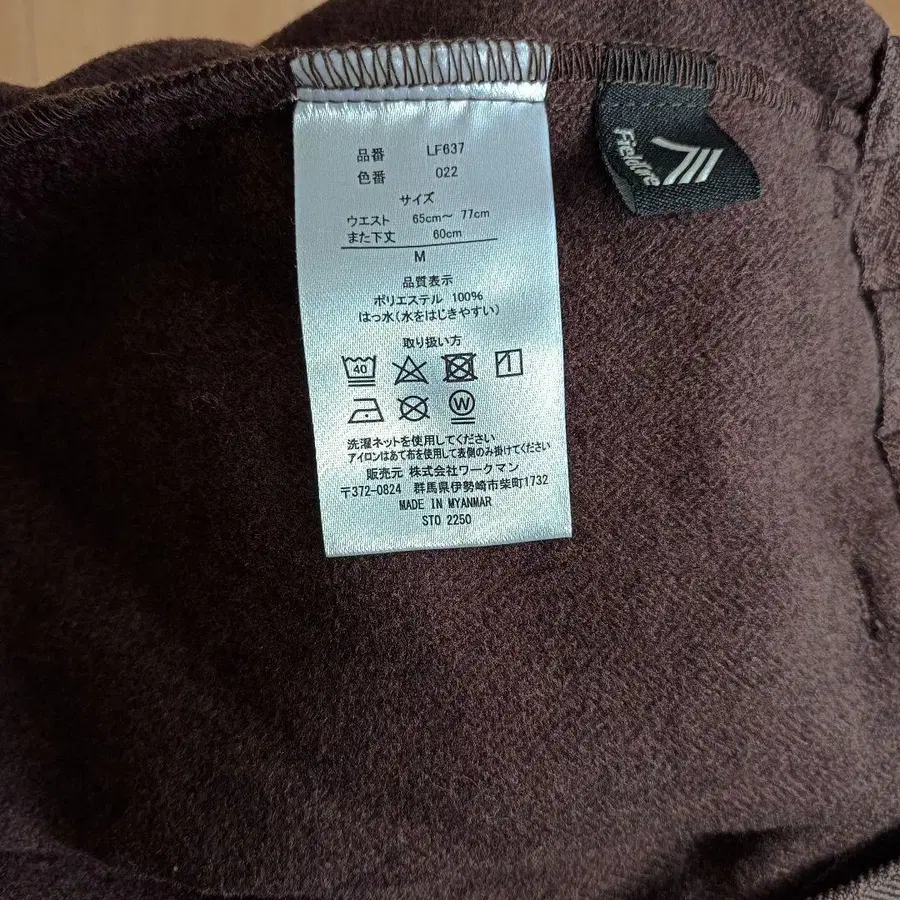 品番 LF637
色番 022
サイズ
ウエスト 65cm～ 77cm
また下丈 60cm
M
品質表示
ポリエステル 100%
はっ水(水をはじきやすい)
取り扱い方
40
W
洗濯ネットを使用してください
アイロンはあて布を使用して表側のみ掛けてください
販売元 株式会社ワークマン
〒372-0824 群馬県伊勢崎市柴町1732
MADE IN MYANMAR
STO 2250